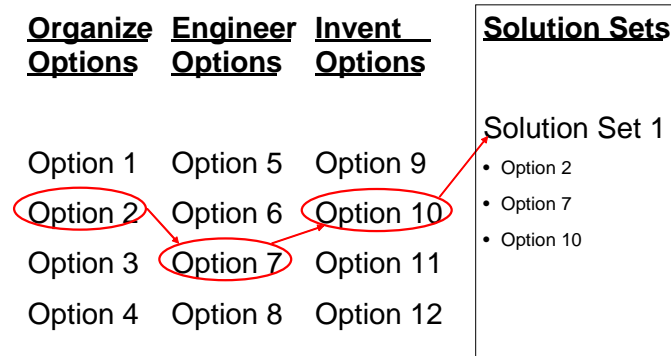 Organize Options
Engineer Options
Invent Options
Solution Sets
Option 1
Option 2
Option 3
Option 4
Option 5
Option 6
Option 7
Option 8
Option 9
Option 10
Option 11
Option 12
Solution Set 1
• Option 2
• Option 7
• Option 10